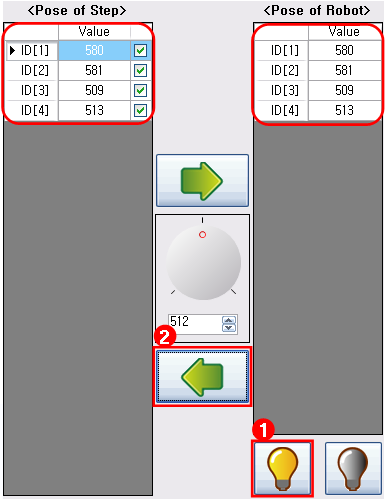 <Pose of Step>
Value
ID[1] 580
ID[2] 581
ID[3] 509
ID[4] 513
<Pose of Robot>
Value
ID[1] 580
ID[2] 581
ID[3] 509
ID[4] 513
512
2
1